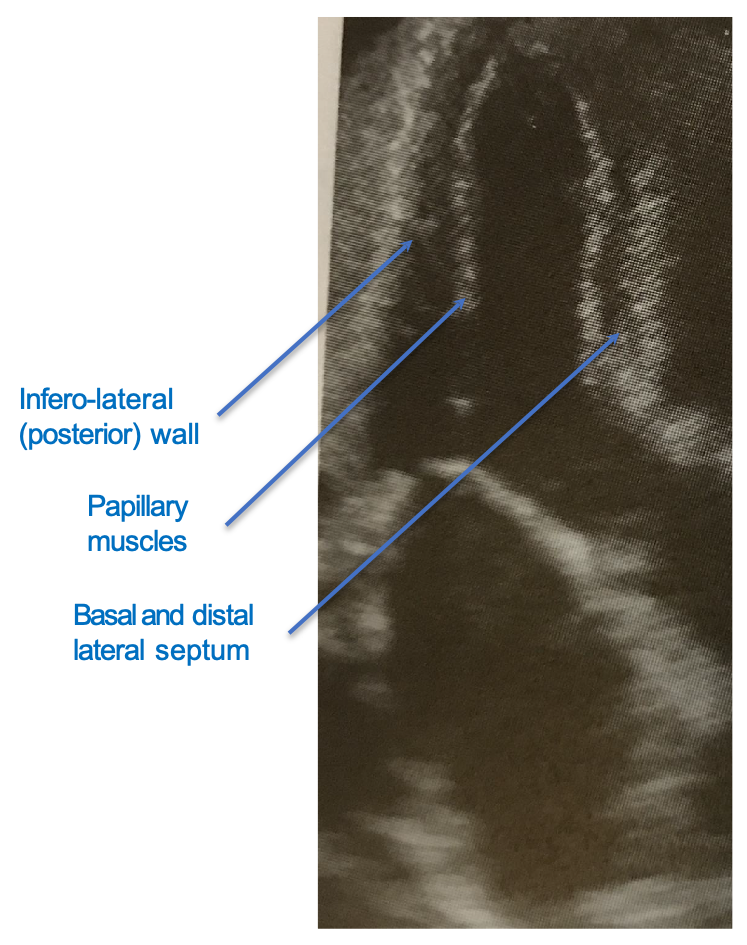 Infero-lateral
(posterior) wall
Papillary
muscles
Basal and distal
lateral septum